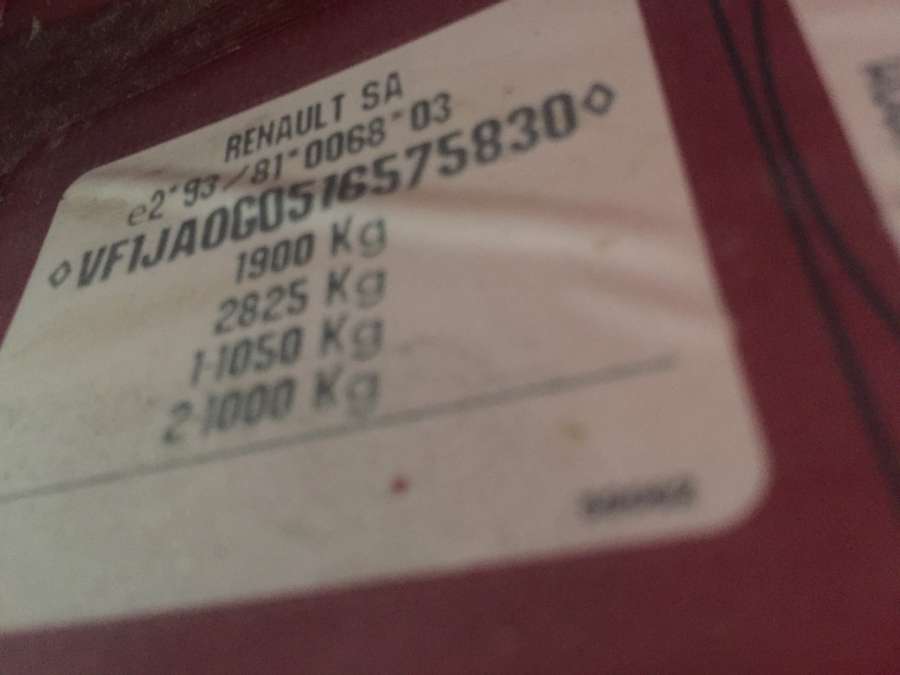 RENAULT SA
e2*93/81*0068*03
◇VF1JA0G0516575830◇
1900 Kg
2825 Kg
1-1050 Kg
2-1000 Kg